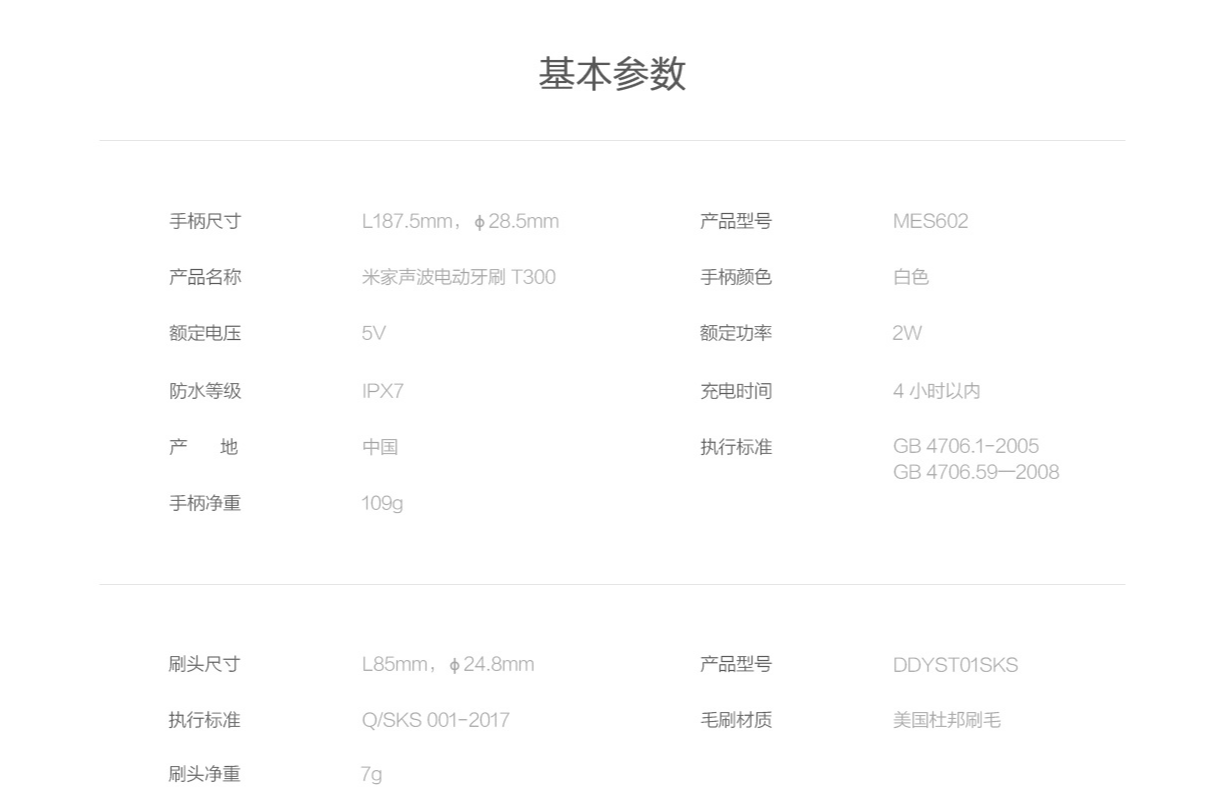 基本参数
手柄尺寸 L187.5mm，ϕ28.5mm 产品型号 MES602
产品名称 米家声波电动牙刷 T300 手柄颜色 白色
额定电压 5V 额定功率 2W
防水等级 IPX7 充电时间 4 小时以内
产 地 中国 执行标准 GB 4706.1-2005
GB 4706.59—2008
手柄净重 109g
刷头尺寸 L85mm，ϕ24.8mm 产品型号 DDYST01SKS
执行标准 Q/SKS 001-2017 毛刷材质 美国杜邦刷毛
刷头净重 7g